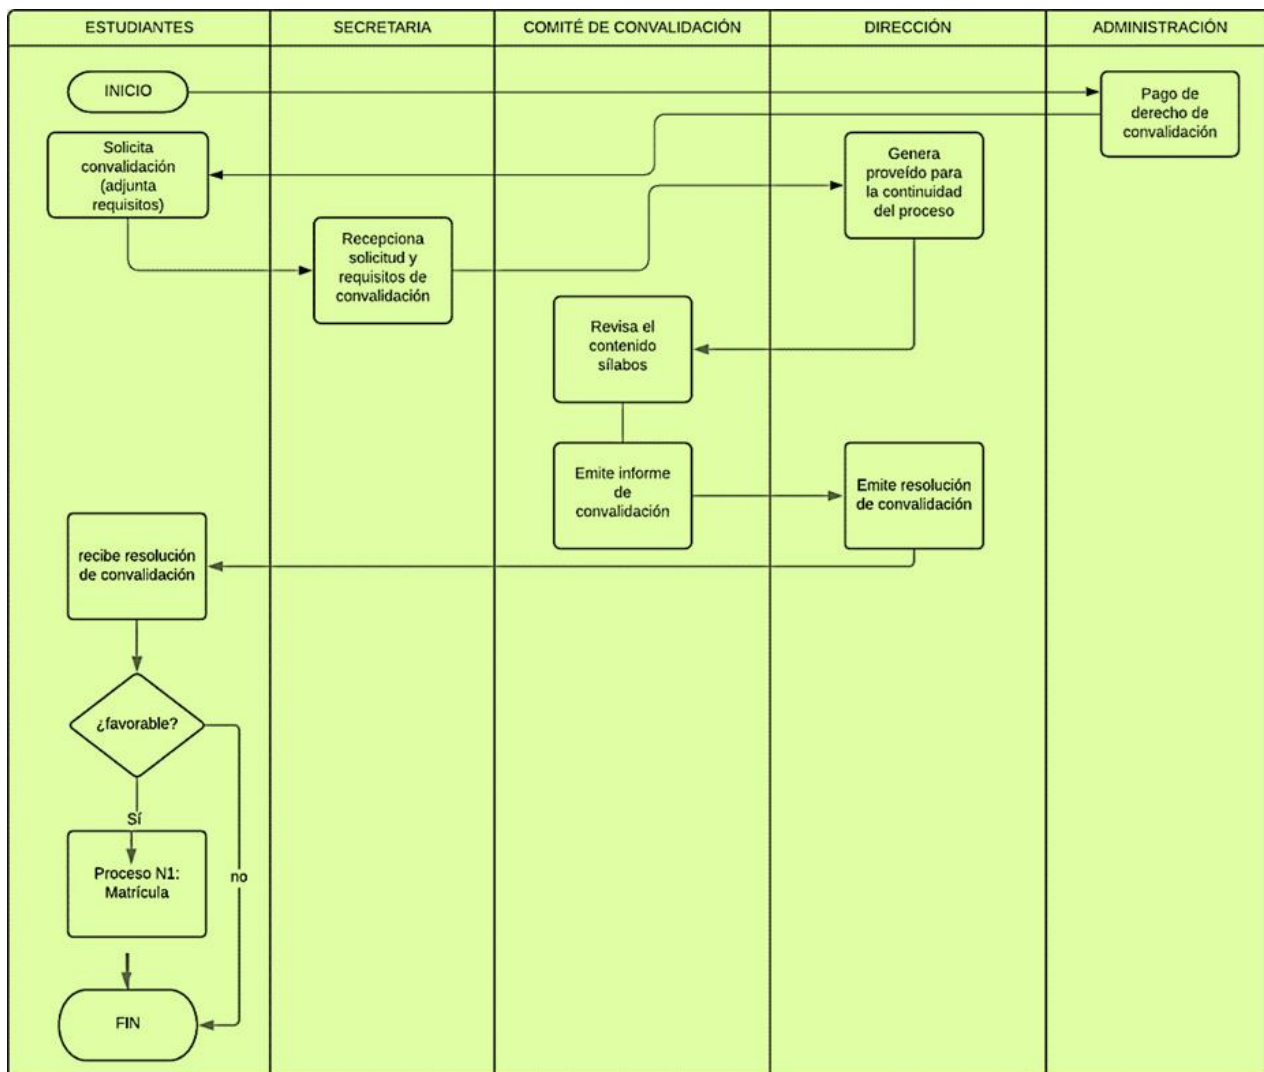 ESTUDIANTES
SECRETARIA
COMITÉ DE CONVALIDACIÓN
DIRECCIÓN
ADMINISTRACIÓN
INICIO
Pago de
derecho de
convalidación
Solicita
convalidación
(adjunta
requisitos)
Recepciona
solicitud y
requisitos de
convalidación
Genera
proveído para
la continuidad
del proceso
Revisa el
contenido
sílabos
Emite informe
de
convalidación
Emite resolución
de convalidación
recibe resolución
de convalidación
¿favorable?
Sí
no
Proceso N1:
Matrícula
FIN